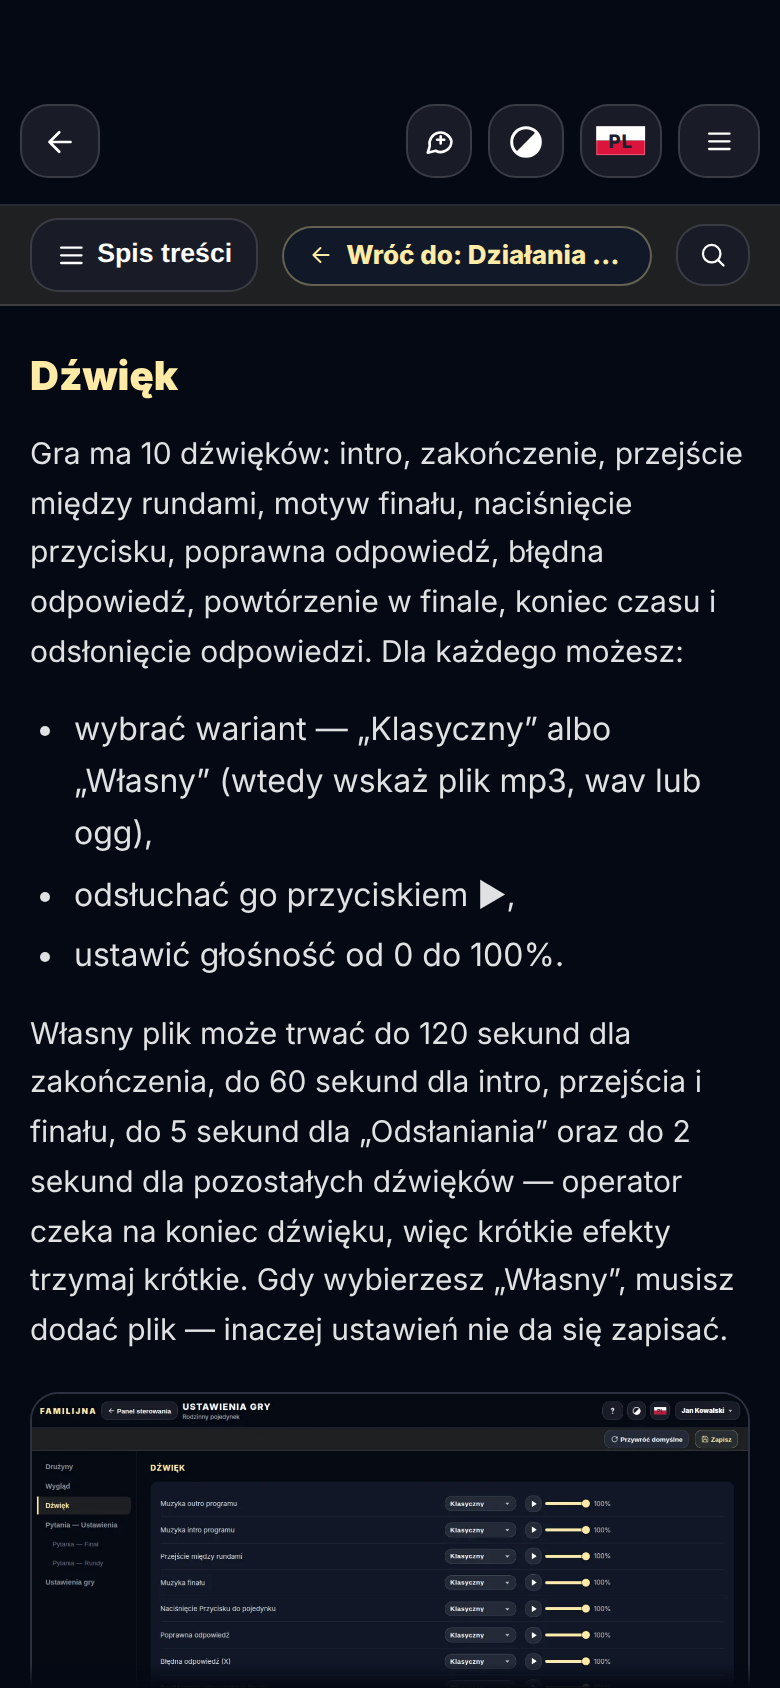 PL
Spis treści
Wróć do: Działania ...
Dźwięk
Gra ma 10 dźwięków: intro, zakończenie, przejście
między rundami, motyw finału, naciśnięcie
przycisku, poprawna odpowiedź, błędna
odpowiedź, powtórzenie w finale, koniec czasu i
odsłonięcie odpowiedzi. Dla każdego możesz:
• wybrać wariant — „Klasyczny” albo
„Własny” (wtedy wskaż plik mp3, wav lub
ogg),
• odsłuchać go przyciskiem ▶,
• ustawić głośność od 0 do 100%.
Własny plik może trwać do 120 sekund dla
zakończenia, do 60 sekund dla intro, przejścia i
finału, do 5 sekund dla „Odsłaniania” oraz do 2
sekund dla pozostałych dźwięków — operator
czeka na koniec dźwięku, więc krótkie efekty
trzymaj krótkie. Gdy wybierzesz „Własny”, musisz
dodać plik — inaczej ustawień nie da się zapisać.
FAMILIJNA
Panel sterowania
USTAWIENIA GRY
Rodzinny pojedynek
?
Jan Kowalski
Przywróć domyślne
Zapisz
Drużyny
Wygląd
Dźwięk
Pytania — Ustawienia
Pytania — Finał
Pytania — Rundy
Ustawienia gry
DŹWIĘK
Muzyka outro programu Klasyczny 100%
Muzyka intro programu Klasyczny 100%
Przejście między rundami Klasyczny 100%
Muzyka finału Klasyczny 100%
Naciśnięcie Przycisku do pojedynku Klasyczny 100%
Poprawna odpowiedź Klasyczny 100%
Błędna odpowiedź (X) Klasyczny 100%